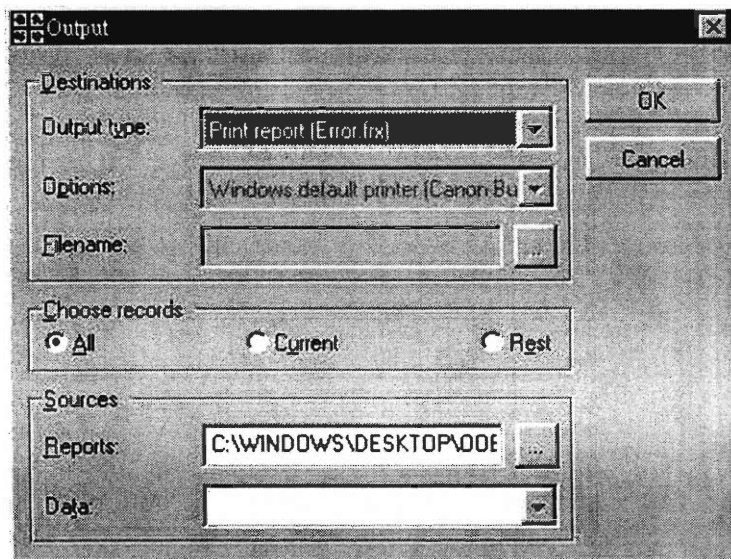 Output
Destinations
Output type: Print report (Error.frx)
Options: Windows default printer (Canon Bu
Filename: ...
OK
Cancel
Choose records
All Current Rest
Sources
Reports: C:\WINDOWS\DESKTOP\OOE ...
Data: